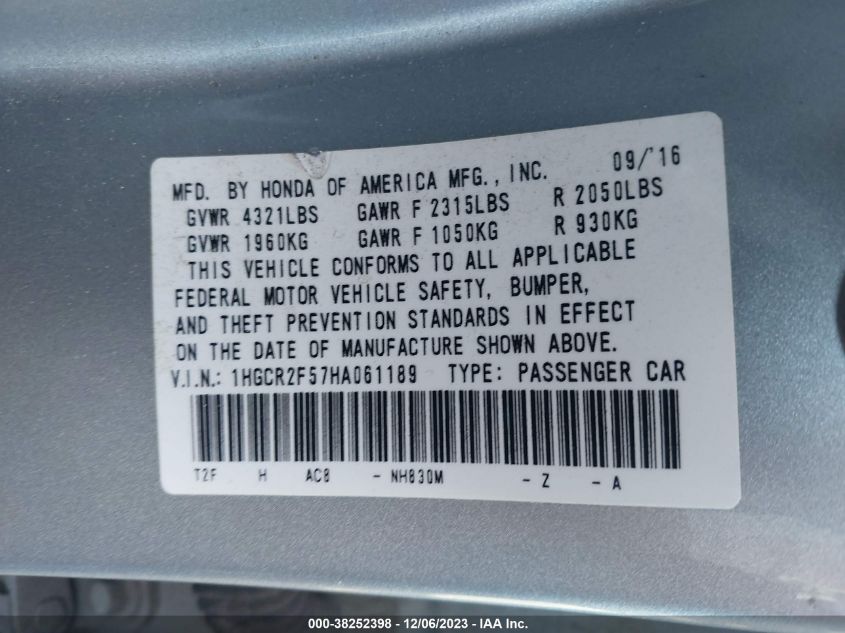 MFD. BY HONDA OF AMERICA MFG., INC. 09/'16
GVWR 4321LBS GAWR F 2315LBS R 2050LBS
GVWR 1960KG GAWR F 1050KG R 930KG
THIS VEHICLE CONFORMS TO ALL APPLICABLE
FEDERAL MOTOR VEHICLE SAFETY, BUMPER,
AND THEFT PREVENTION STANDARDS IN EFFECT
ON THE DATE OF MANUFACTURE SHOWN ABOVE.
V.I.N.: 1HGCR2F57HA061189 TYPE: PASSENGER CAR
T2F H AC8 - NH830M - Z - A
000-38252398 - 12/06/2023 - IAAI Inc.